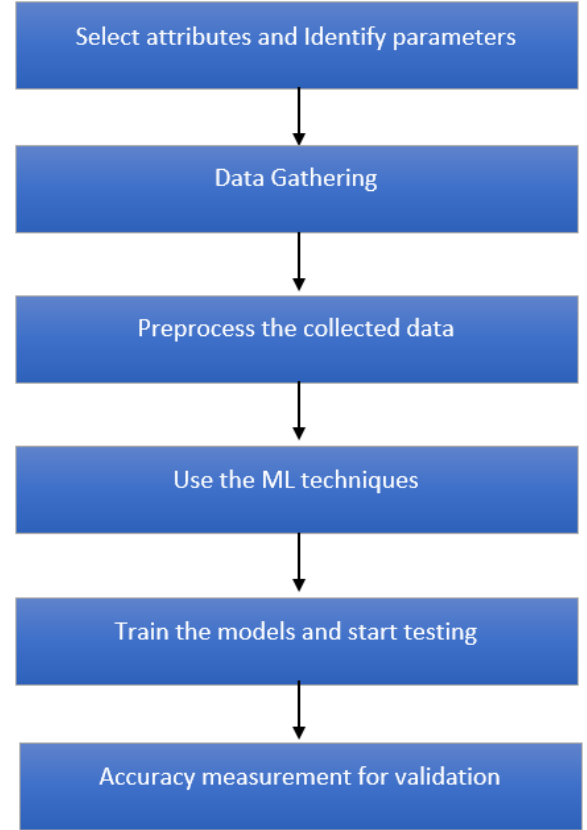 Select attributes and Identify parameters
Data Gathering
Preprocess the collected data
Use the ML techniques
Train the models and start testing
Accuracy measurement for validation